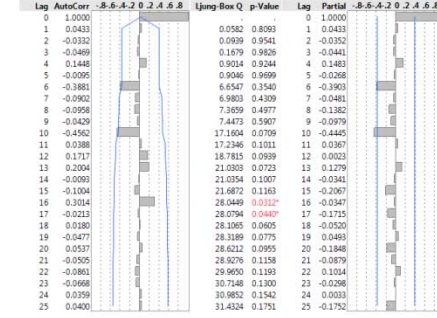 Lag AutoCorr -.8-.6-.4-.2 0 .2 .4 .6 .8 Ljung-Box Q p-Value Lag Partial -.8-.6-.4-.2 0 .2 .4 .6 .8
0 1.0000 . . 0 1.0000
1 0.0433 0.0582 0.8093 1 0.0433
2 -0.0332 0.0939 0.9541 2 -0.0352
3 -0.0469 0.1679 0.9826 3 -0.0441
4 0.1448 0.9014 0.9244 4 0.1483
5 -0.0095 0.9046 0.9699 5 -0.0268
6 -0.3881 6.6547 0.3540 6 -0.3903
7 -0.0902 6.9803 0.4309 7 -0.0481
8 -0.0958 7.3659 0.4977 8 -0.1382
9 -0.0429 7.4473 0.5907 9 -0.0979
10 -0.4562 17.1604 0.0709 10 -0.4445
11 0.0388 17.2346 0.1011 11 0.0367
12 0.1717 18.7815 0.0939 12 0.0023
13 0.2004 21.0303 0.0723 13 0.1279
14 -0.0093 21.0354 0.1007 14 -0.0341
15 -0.1004 21.6872 0.1163 15 -0.2067
16 0.3014 28.0449 0.0312* 16 -0.0347
17 -0.0213 28.0794 0.0440* 17 -0.1715
18 0.0180 28.1065 0.0605 18 -0.0520
19 -0.0477 28.3189 0.0775 19 0.0493
20 0.0537 28.6212 0.0955 20 -0.1848
21 -0.0505 28.9276 0.1158 21 -0.0879
22 -0.0861 29.9650 0.1193 22 0.1014
23 -0.0668 30.7148 0.1300 23 -0.0298
24 0.0359 30.9852 0.1542 24 0.0033
25 0.0400 31.4324 0.1751 25 -0.1752